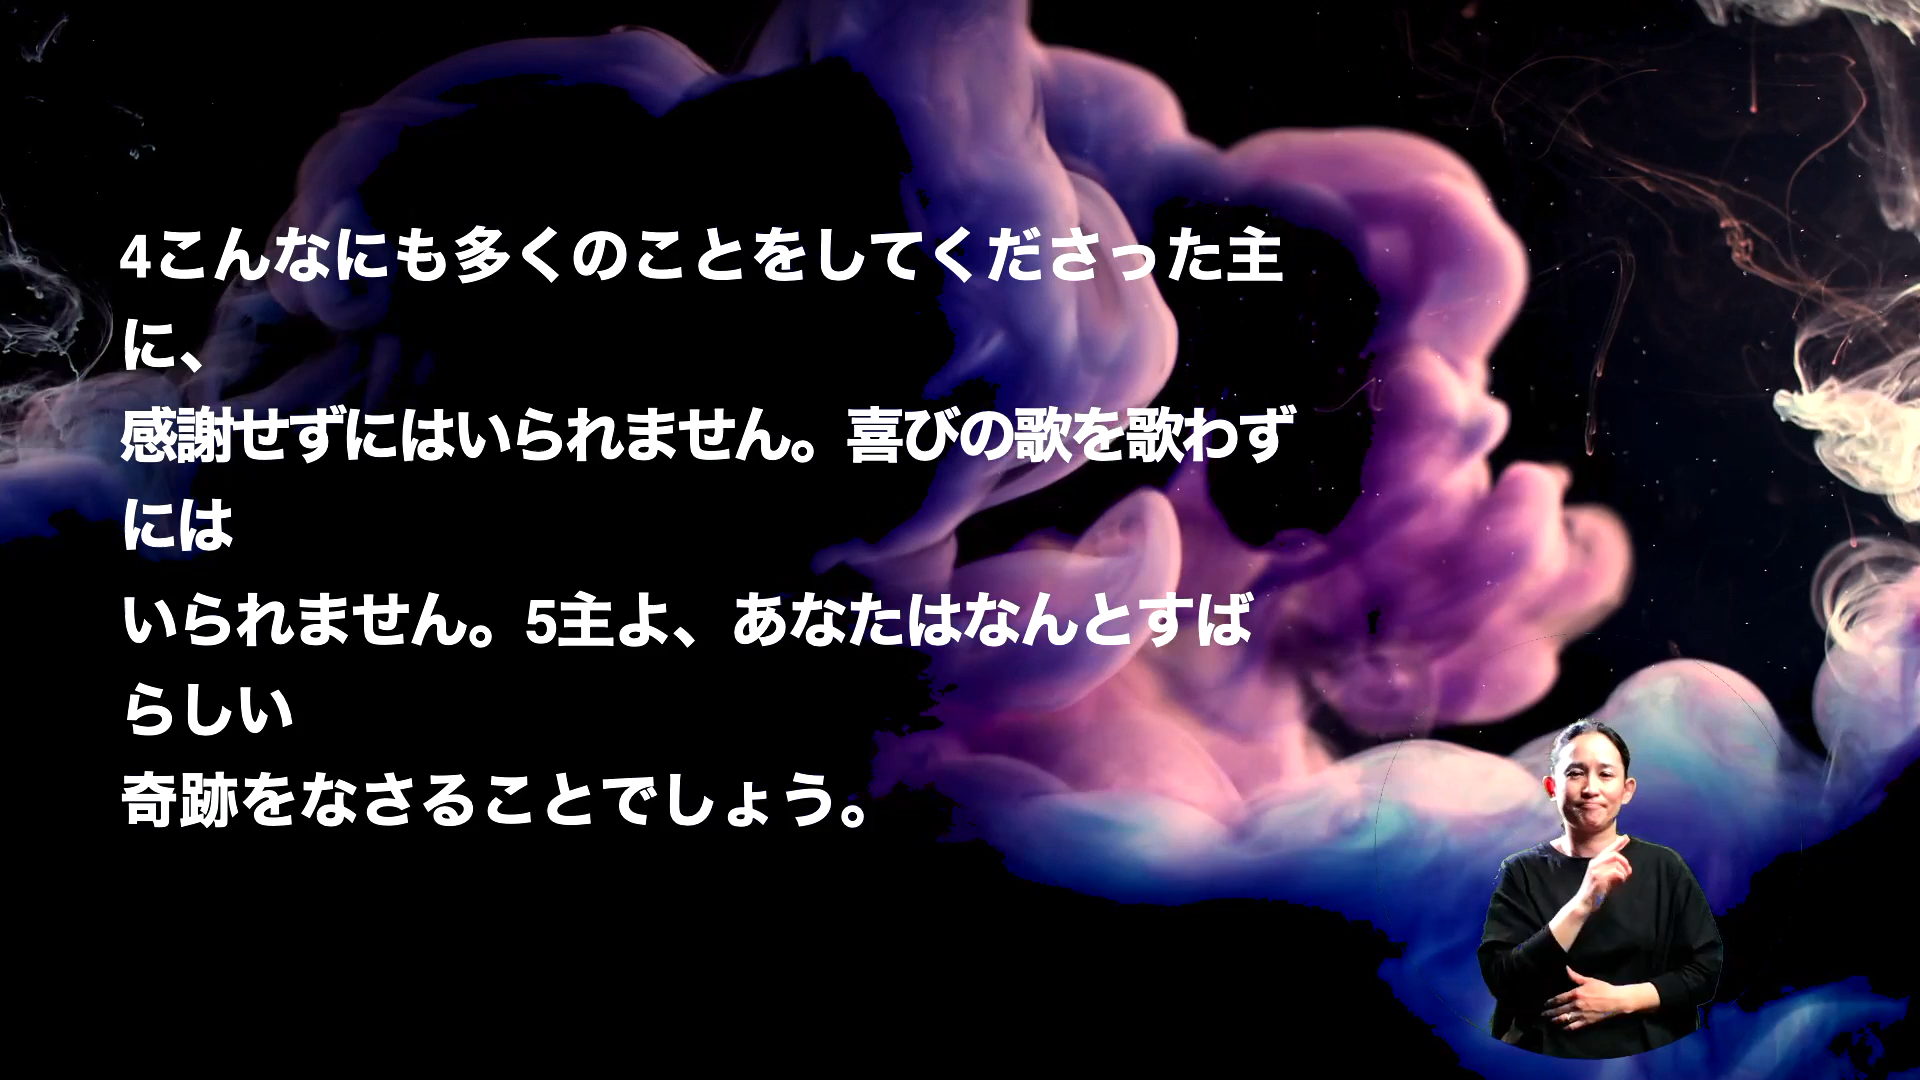 4こんなにも多くのことをしてくださった主
に、
感謝せずにはいられません。喜びの歌を歌わず
には
いられません。5主よ、あなたはなんとすば
らしい
奇跡をなさることでしょう。